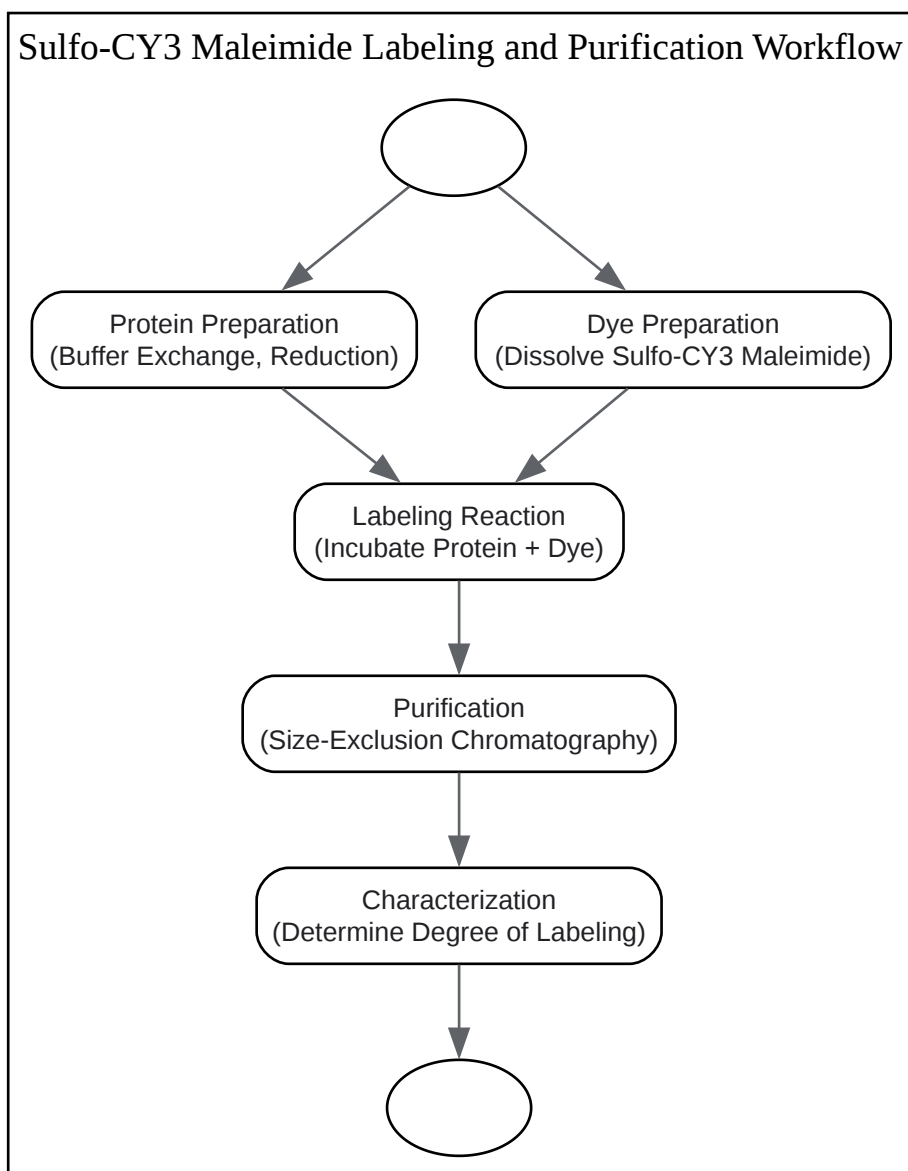 Sulfo-CY3 Maleimide Labeling and Purification Workflow
Protein Preparation
(Buffer Exchange, Reduction)
Dye Preparation
(Dissolve Sulfo-CY3 Maleimide)
Labeling Reaction
(Incubate Protein + Dye)
Purification
(Size-Exclusion Chromatography)
Characterization
(Determine Degree of Labeling)